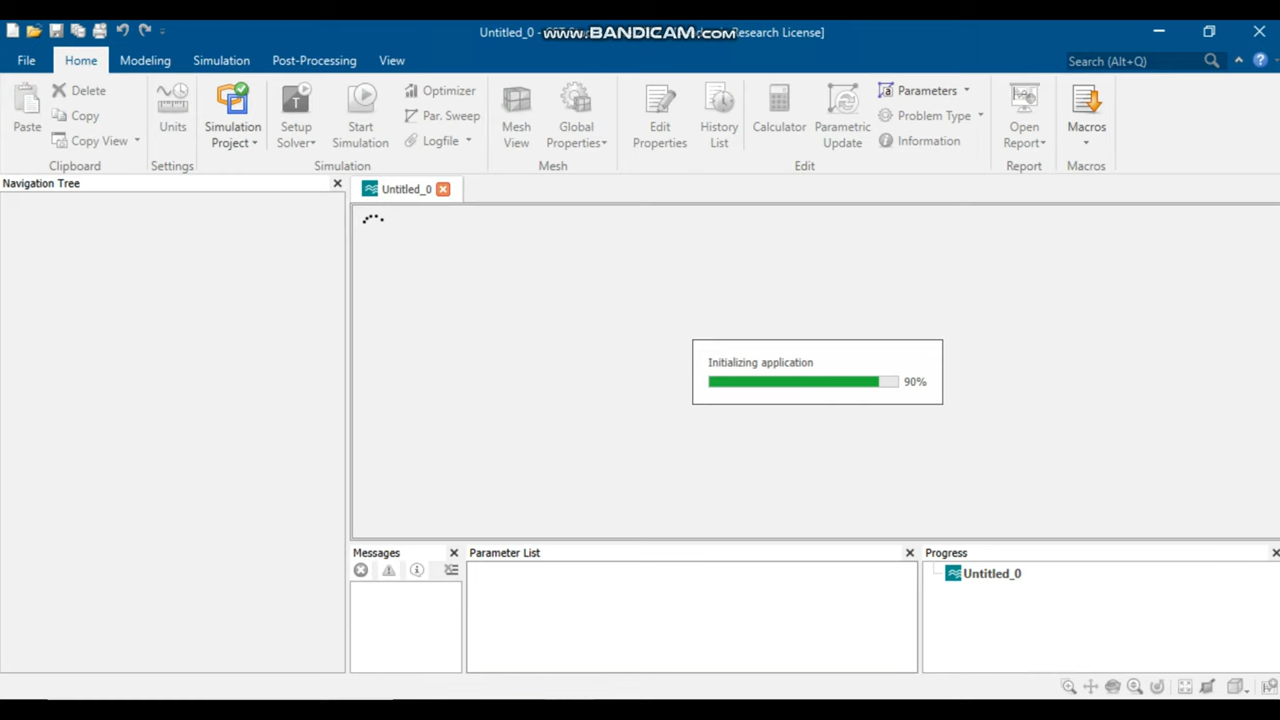 Untitled_0 - 
www.BANDICAM.com
Research License]
File
Home
Modeling
Simulation
Post-Processing
View
Search (Alt+Q)
Paste
Delete
Copy
Copy View
Clipboard
Units
Settings
Simulation
Project
Setup
Solver
Start
Simulation
Optimizer
Par. Sweep
Logfile
Simulation
Mesh
View
Global
Properties
Mesh
Edit
Properties
History
List
Calculator
Parametric
Update
Parameters
Problem Type
Information
Edit
Open
Report
Report
Macros
Macros
Navigation Tree
Untitled_0
Initializing application
90%
Messages
Parameter List
Progress
Untitled_0